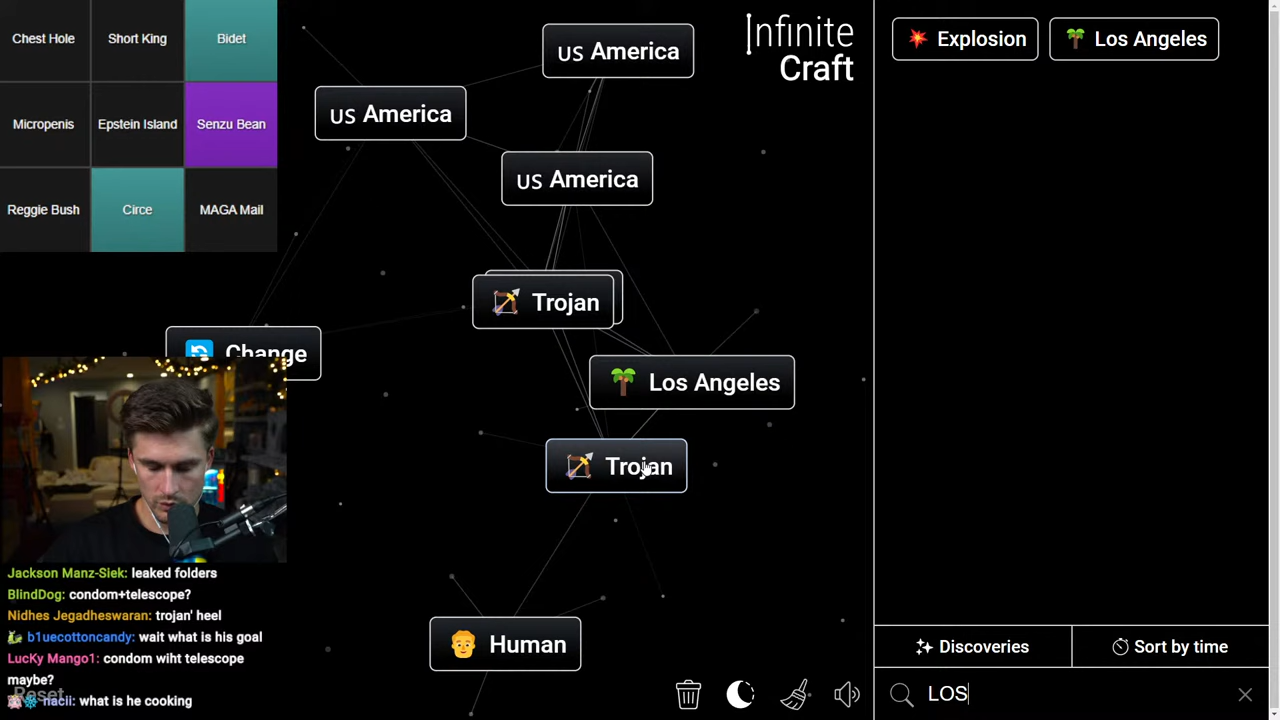 Chest Hole
Short King
Bidet
Micropenis
Epstein Island
Senzu Bean
Reggie Bush
Circe
MAGA Mail
US America
US America
US America
Trojan
Change
Los Angeles
Trojan
Human
Infinite
Craft
Explosion
Los Angeles
Discoveries
Sort by time
LOS
Jackson Manz-Siek: leaked folders
BlindDog: condom+telescope?
Nidhes Jegadheswaran: trojan' heel
b1uecottoncandy: wait what is his goal
LucKy Mango1: condom wiht telescope
maybe?
Reset
nacii: what is he cooking